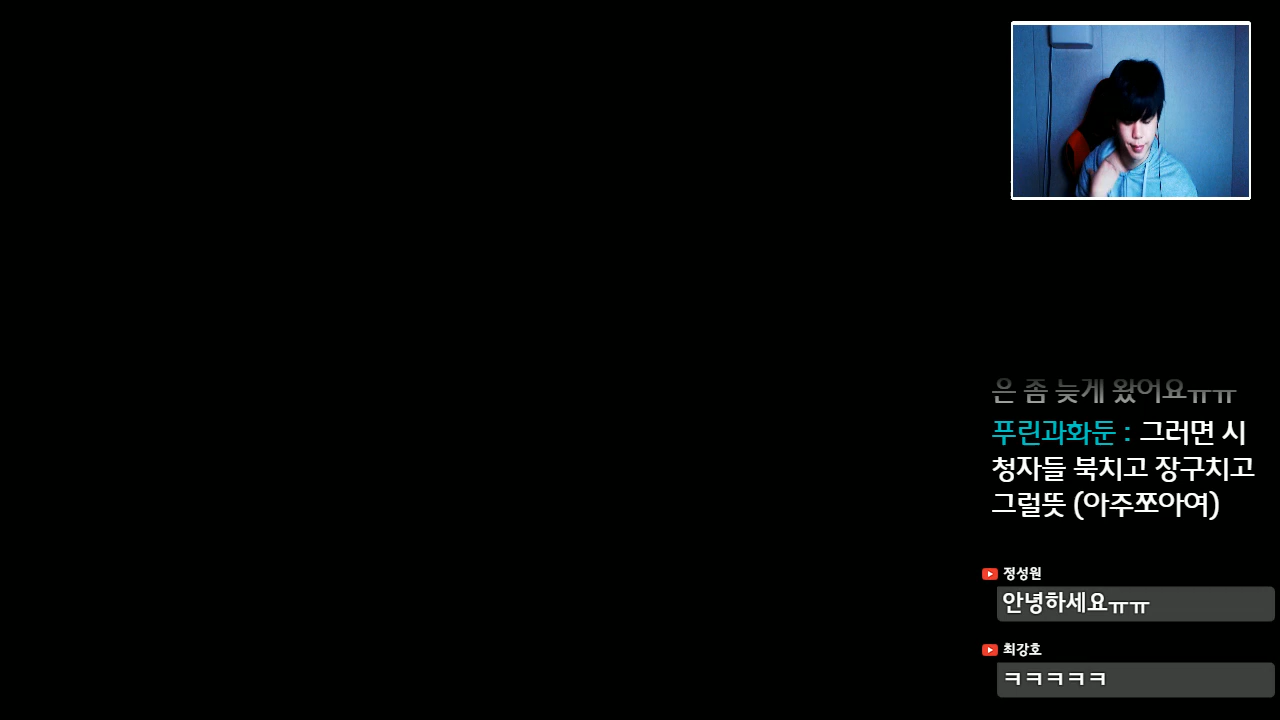 은 좀 늦게 왔어요ㅠㅠ
푸린과화둔 : 그러면 시
청자들 북치고 장구치고
그럴뜻 (아주쪼아여)
정성원
안녕하세요ㅠㅠ
최강호
ㅋㅋㅋㅋㅋ